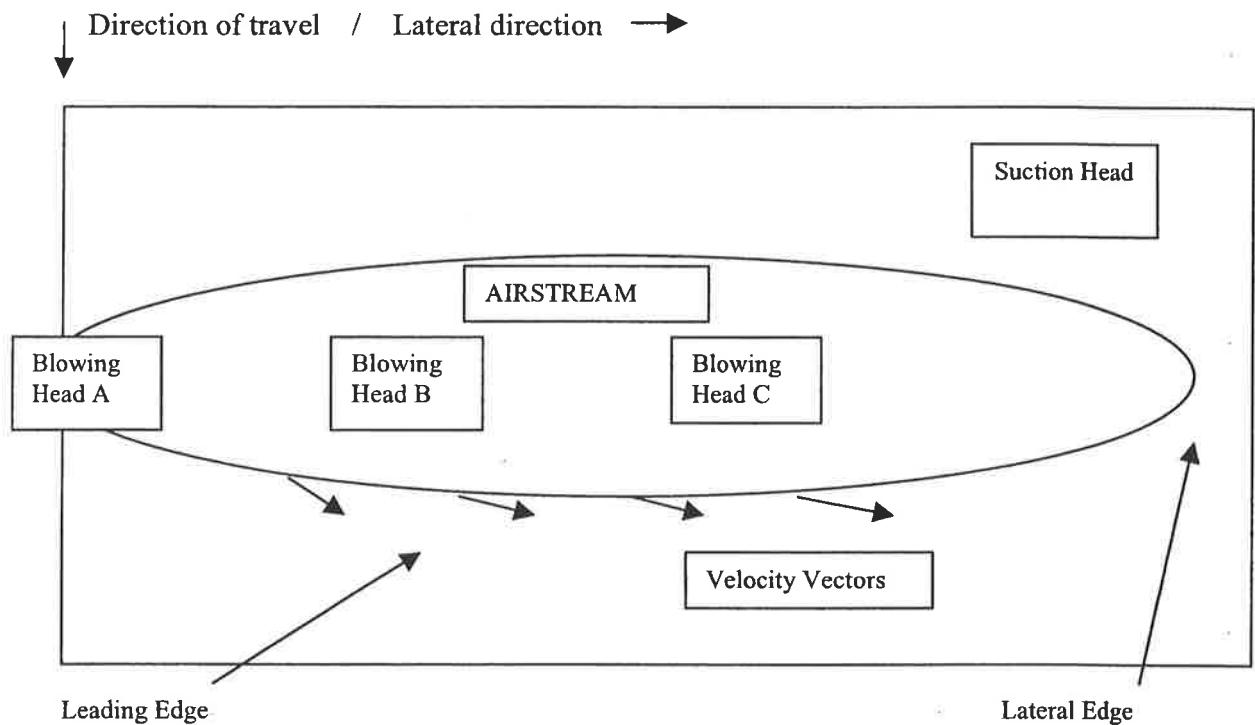 Direction of travel / Lateral direction
Suction Head
AIRSTREAM
Blowing
Head A
Blowing
Head B
Blowing
Head C
Velocity Vectors
Leading Edge
Lateral Edge